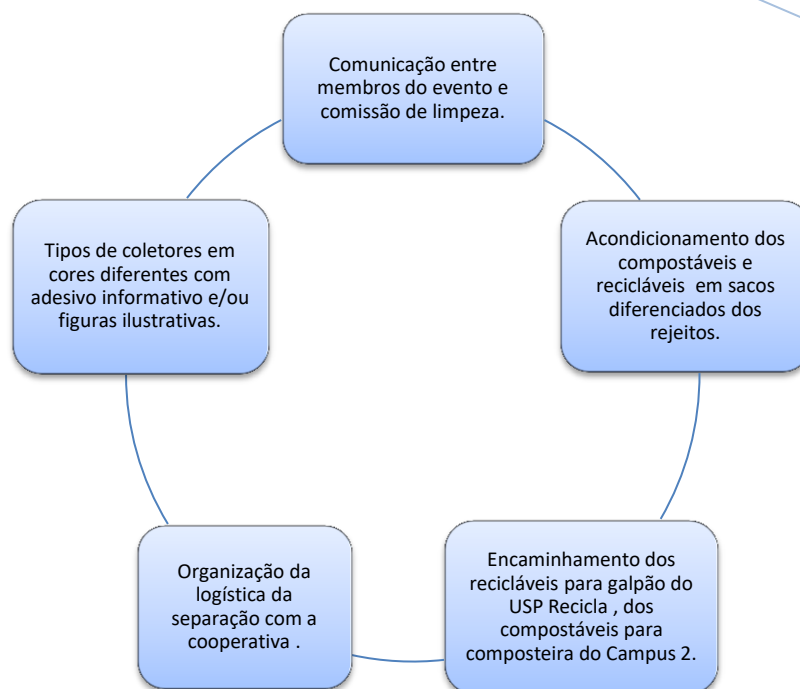 Comunicação entre
membros do evento e
comissão de limpeza.
Acondicionamento dos
compostáveis e
recicláveis em sacos
diferenciados dos
rejeitos.
Encaminhamento dos
recicláveis para galpão do
USP Recicla , dos
compostáveis para
composteira do Campus 2.
Organização da
logística da
separação com a
cooperativa .
Tipos de coletores em
cores diferentes com
adesivo informativo e/ou
figuras ilustrativas.